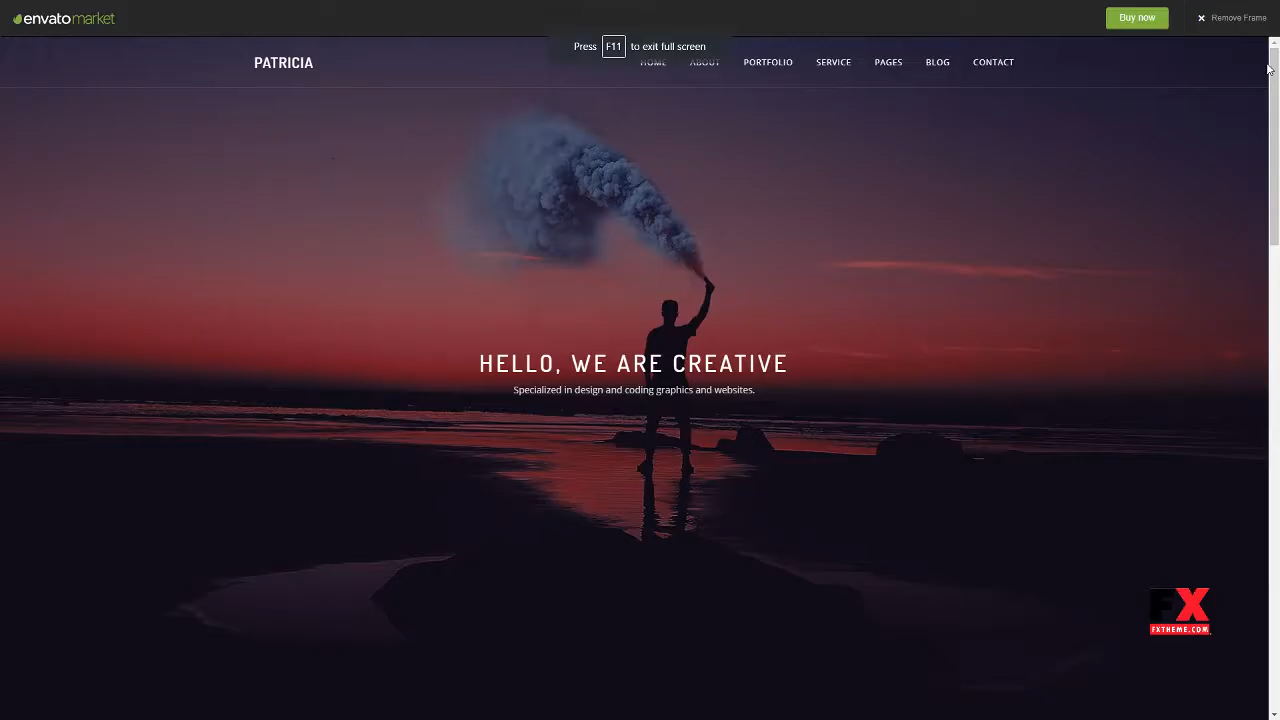 envatomarket
Buy now
Remove Frame
Press F11 to exit full screen
PATRICIA
HOME
ABOUT
PORTFOLIO
SERVICE
PAGES
BLOG
CONTACT
HELLO, WE ARE CREATIVE
Specialized in design and coding graphics and websites.
FX
FXTHEME.COM